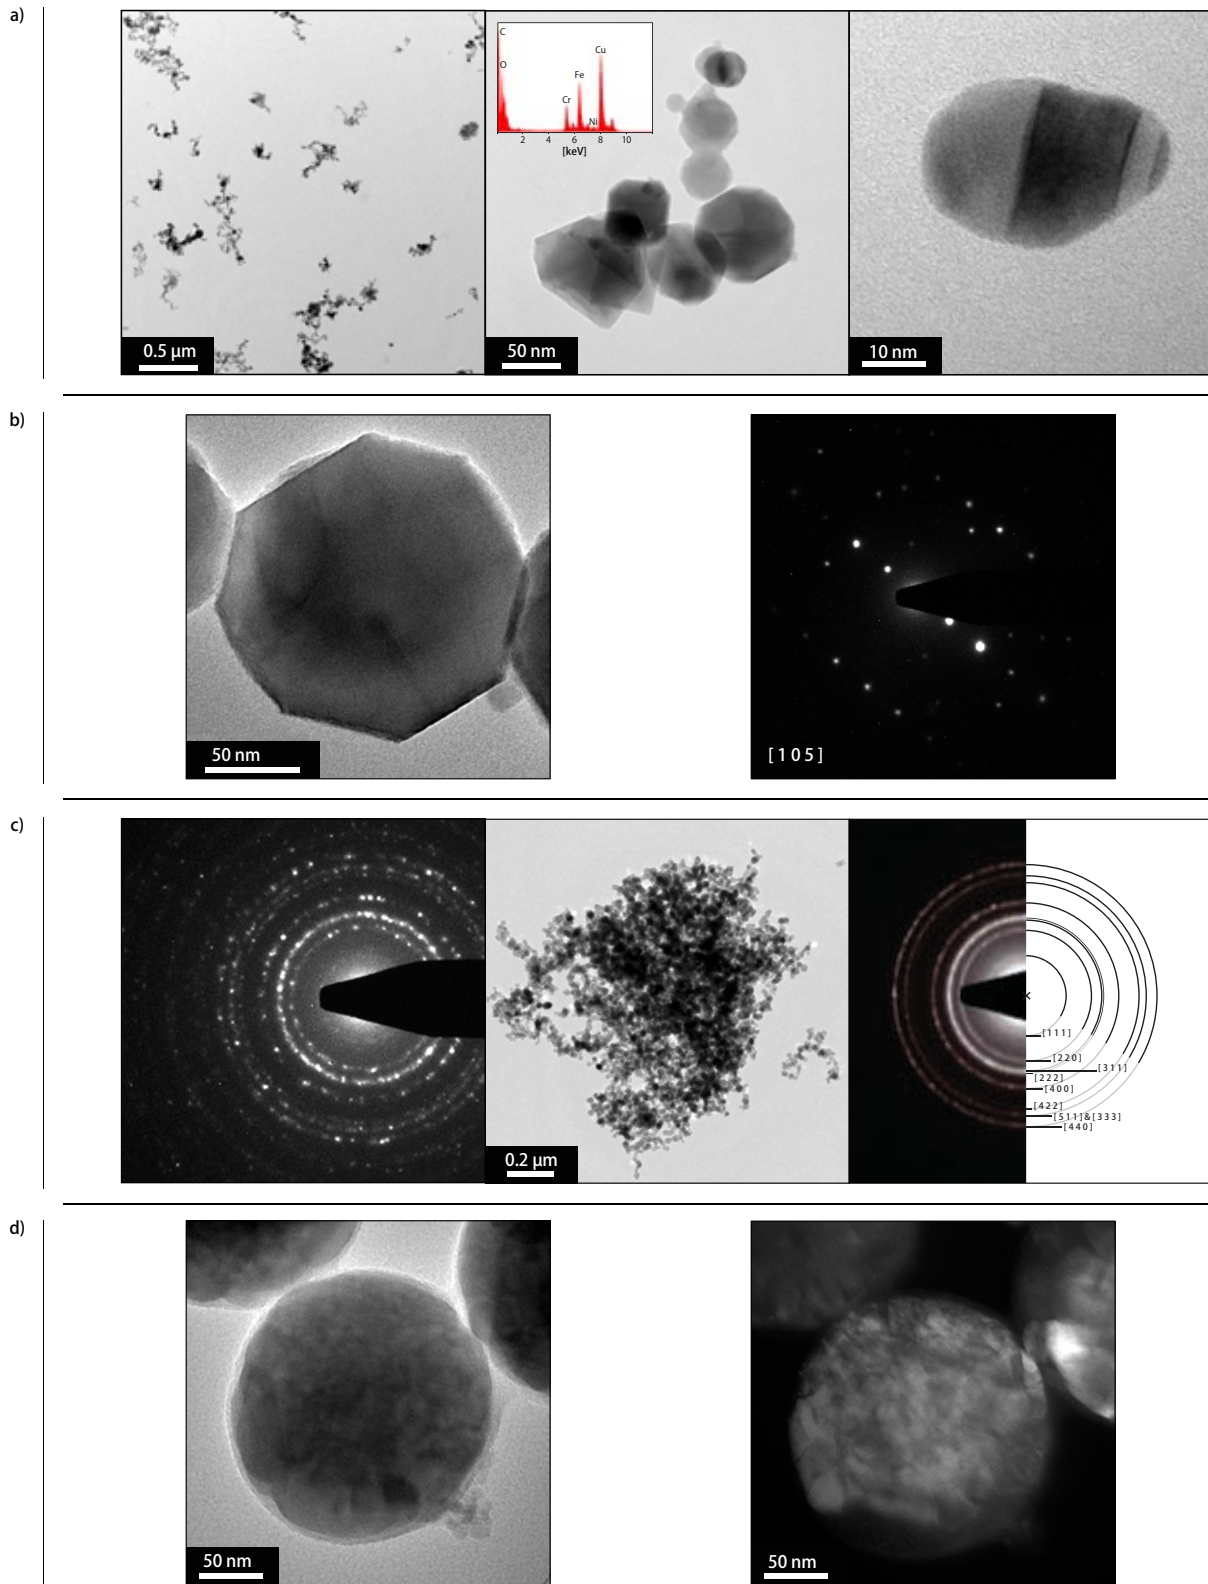 a)
C
O
Cr
Fe
Ni
Cu
2 4 6 8 10
[keV]
0.5 µm
50 nm
10 nm
b)
50 nm
[ 1 0 5 ]
c)
0.2 µm
×
[111]
[220]
[311]
[222]
[400]
[422]
[511]&[333]
[440]
d)
50 nm
50 nm